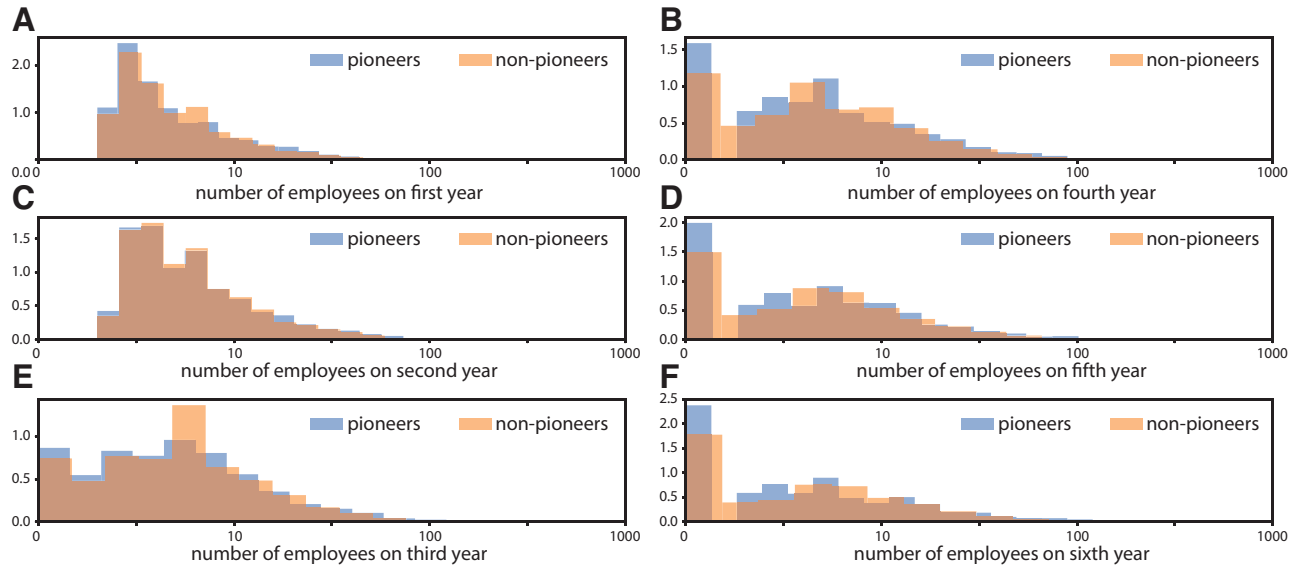 A
2.0
1.0
0.00
pioneers
non-pioneers
10
100
1000
number of employees on first year
B
1.5
1.0
0.5
0.0
pioneers
non-pioneers
0
10
100
1000
number of employees on fourth year
C
1.5
1.0
0.5
0.0
pioneers
non-pioneers
0
10
100
1000
number of employees on second year
D
2.0
1.5
1.0
0.5
0.0
pioneers
non-pioneers
0
10
100
1000
number of employees on fifth year
E
1.0
0.5
0.0
pioneers
non-pioneers
0
10
100
1000
number of employees on third year
F
2.5
2.0
1.5
1.0
0.5
0.0
pioneers
non-pioneers
0
10
100
1000
number of employees on sixth year